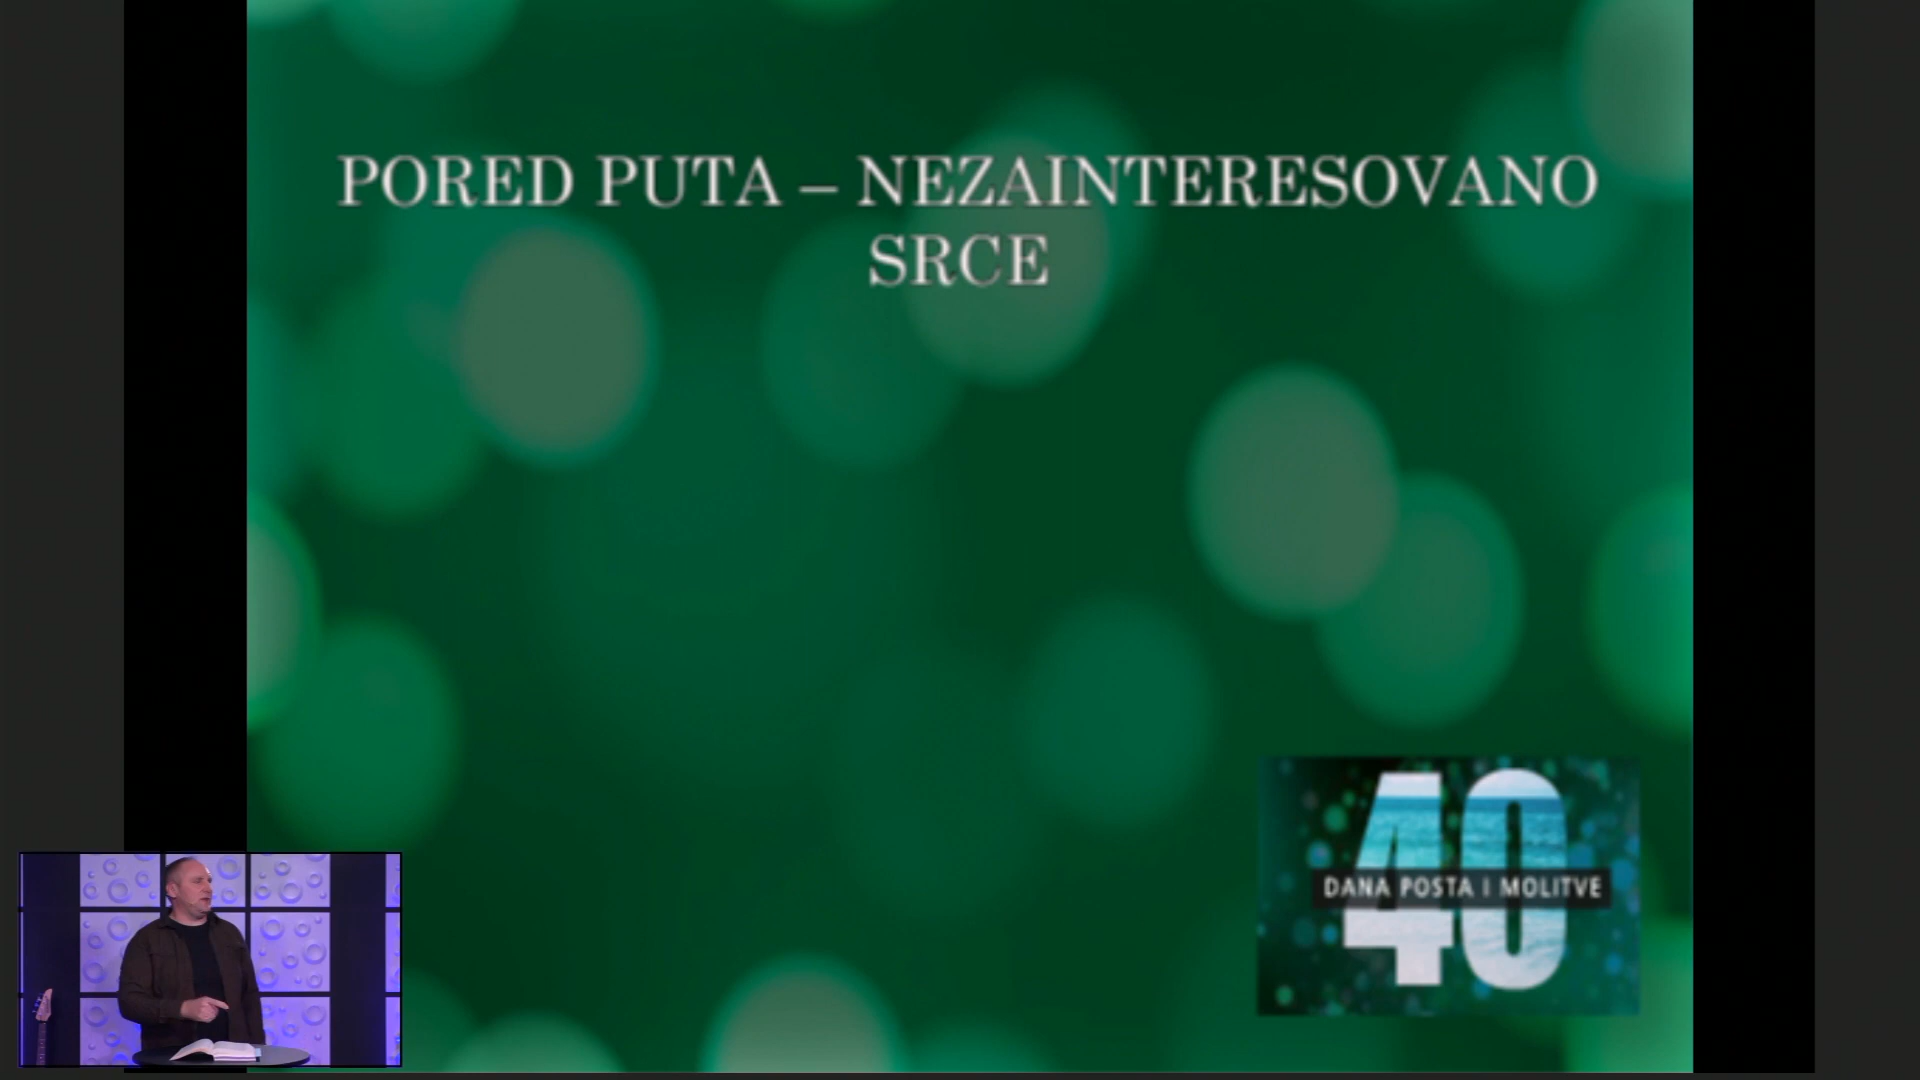 PORED PUTA – NEZAINTERESOVANO
SRCE
40
DANA POSTA I MOLITVE